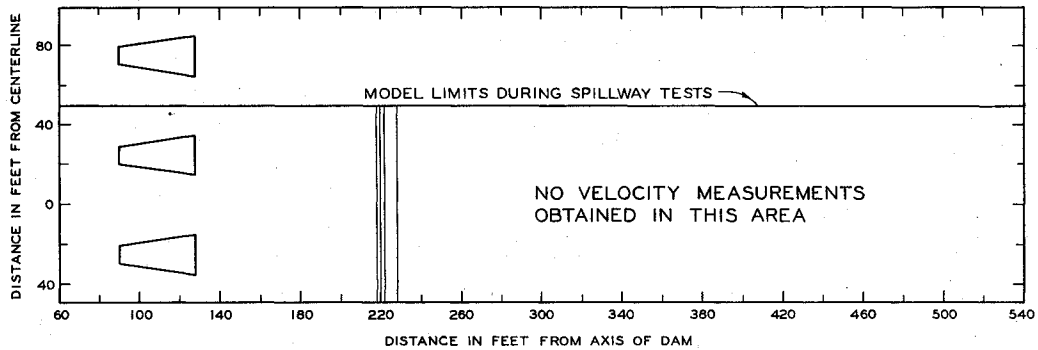 DISTANCE IN FEET FROM CENTERLINE
80
40
0
40
MODEL LIMITS DURING SPILLWAY TESTS
NO VELOCITY MEASUREMENTS
OBTAINED IN THIS AREA
60 100 140 180 220 260 300 340 380 420 460 500 540
DISTANCE IN FEET FROM AXIS OF DAM